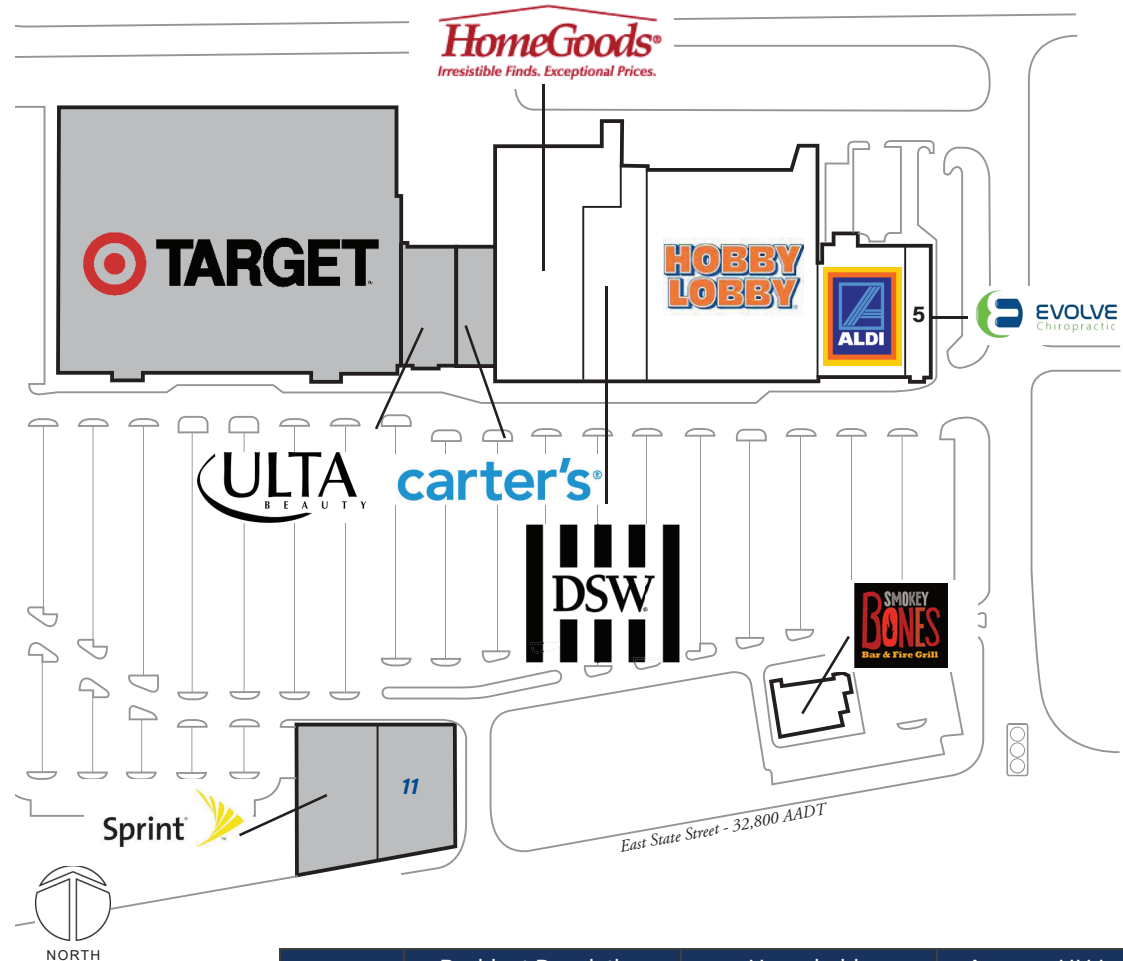 HomeGoods®
Irresistible Finds. Exceptional Prices.
TARGET
HOBBY
LOBBY
ALDI
5
EVOLVE
Chiropractic
ULTA
BEAUTY
carter's®
DSW
SMOKEY
BONES
Bar & Fire Grill
11
Sprint
East State Street - 32,800 AADT
NORTH